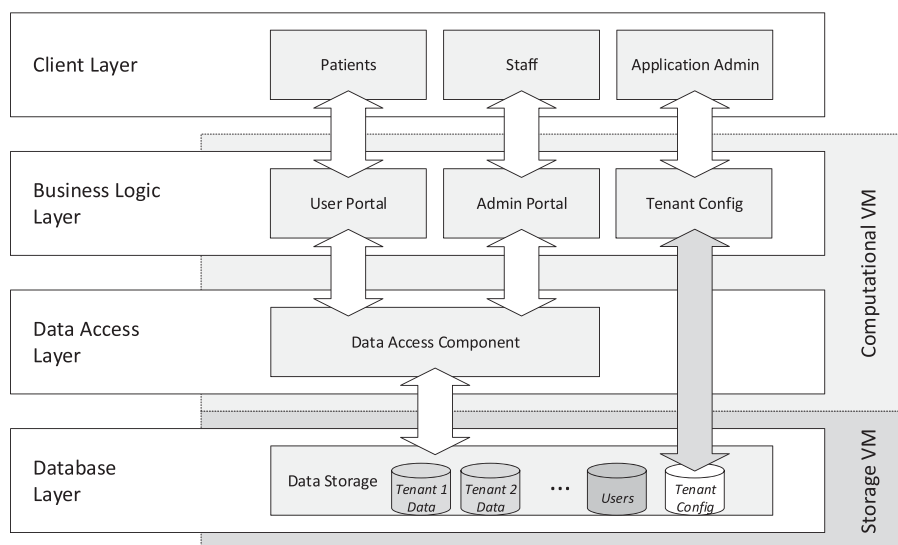 Client Layer
Patients
Staff
Application Admin
Business Logic
Layer
User Portal
Admin Portal
Tenant Config
Computational VM
Data Access
Layer
Data Access Component
Database
Layer
Data Storage
Tenant 1
Data
Tenant 2
Data
...
Users
Tenant
Config
Storage VM